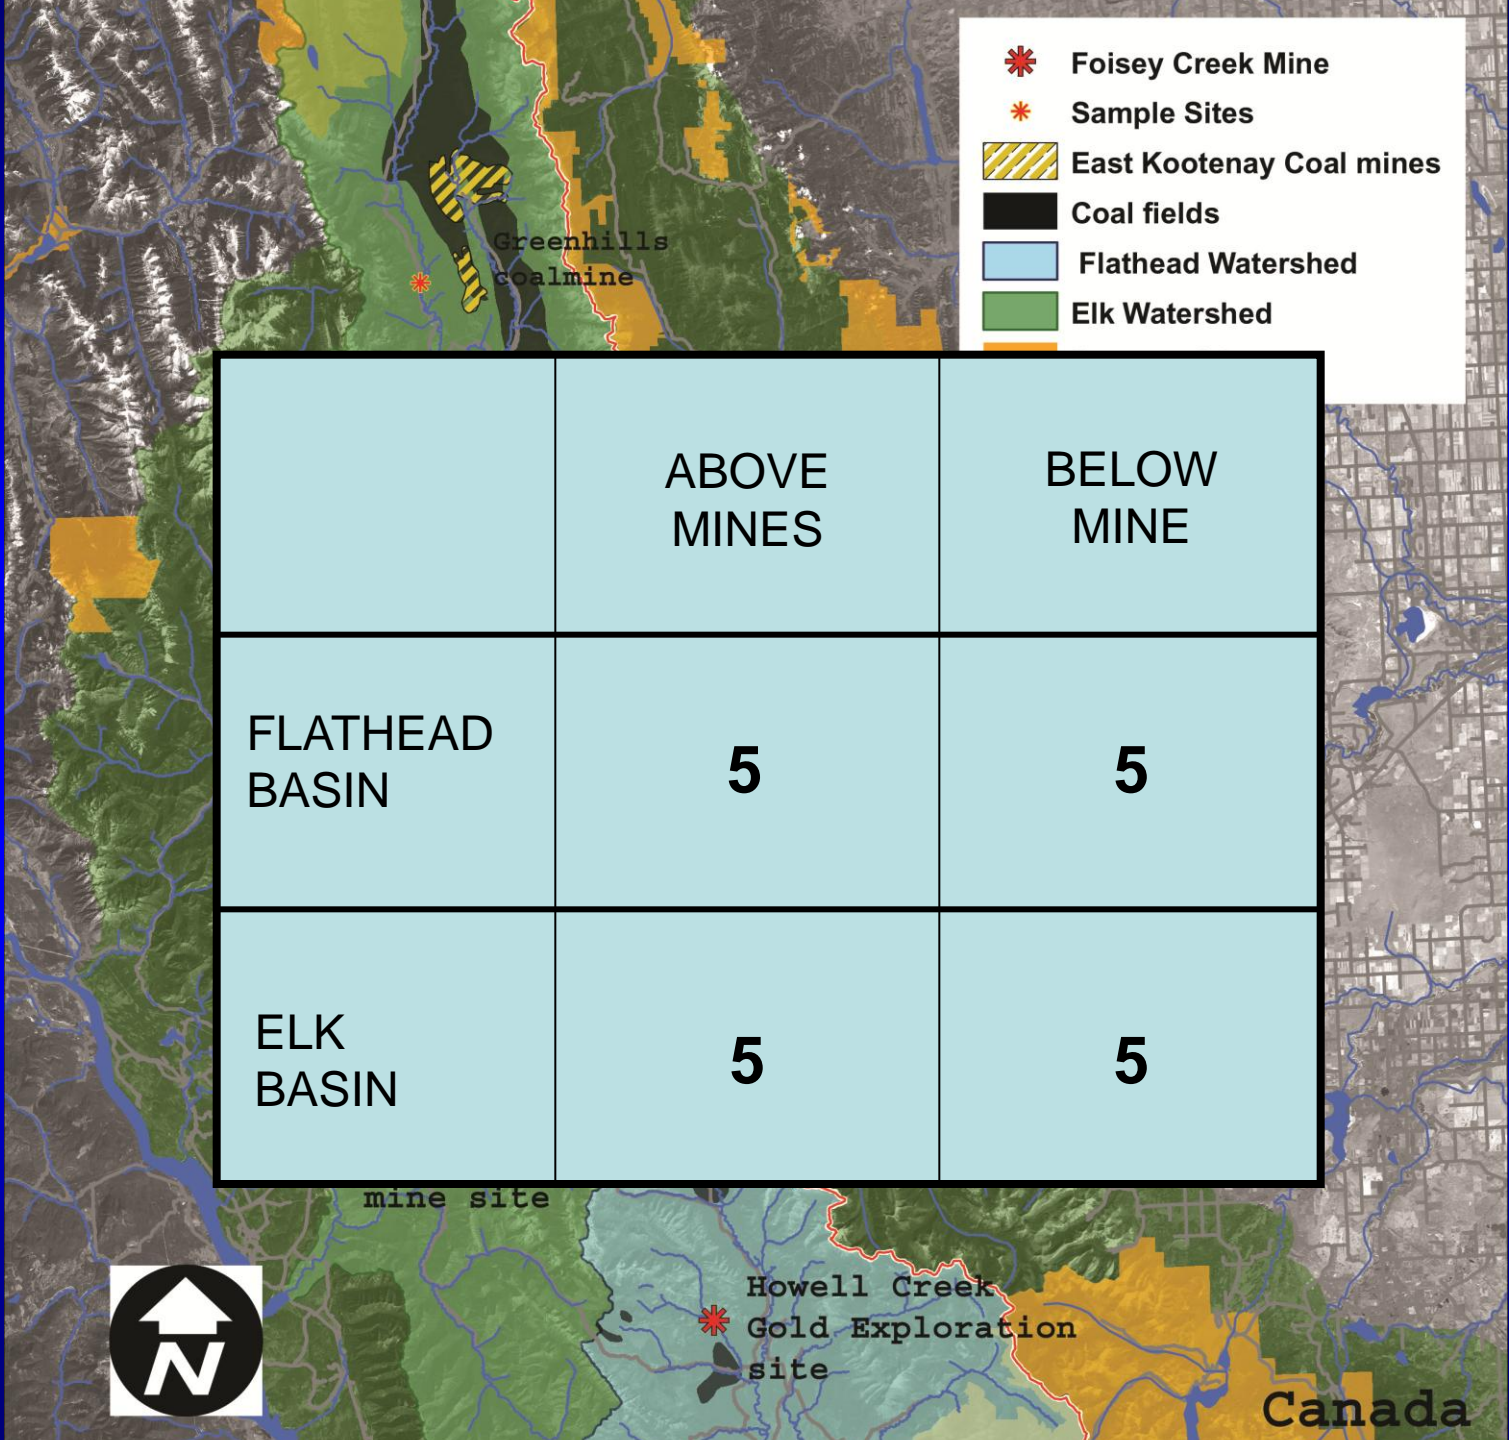 Foisey Creek Mine
Sample Sites
East Kootenay Coal mines
Coal fields
Flathead Watershed
Elk Watershed
Greenhills
coalmine
ABOVE
MINES
BELOW
MINE
FLATHEAD
BASIN
5
5
ELK
BASIN
5
5
mine site
Howell Creek
Gold Exploration
site
N
Canada